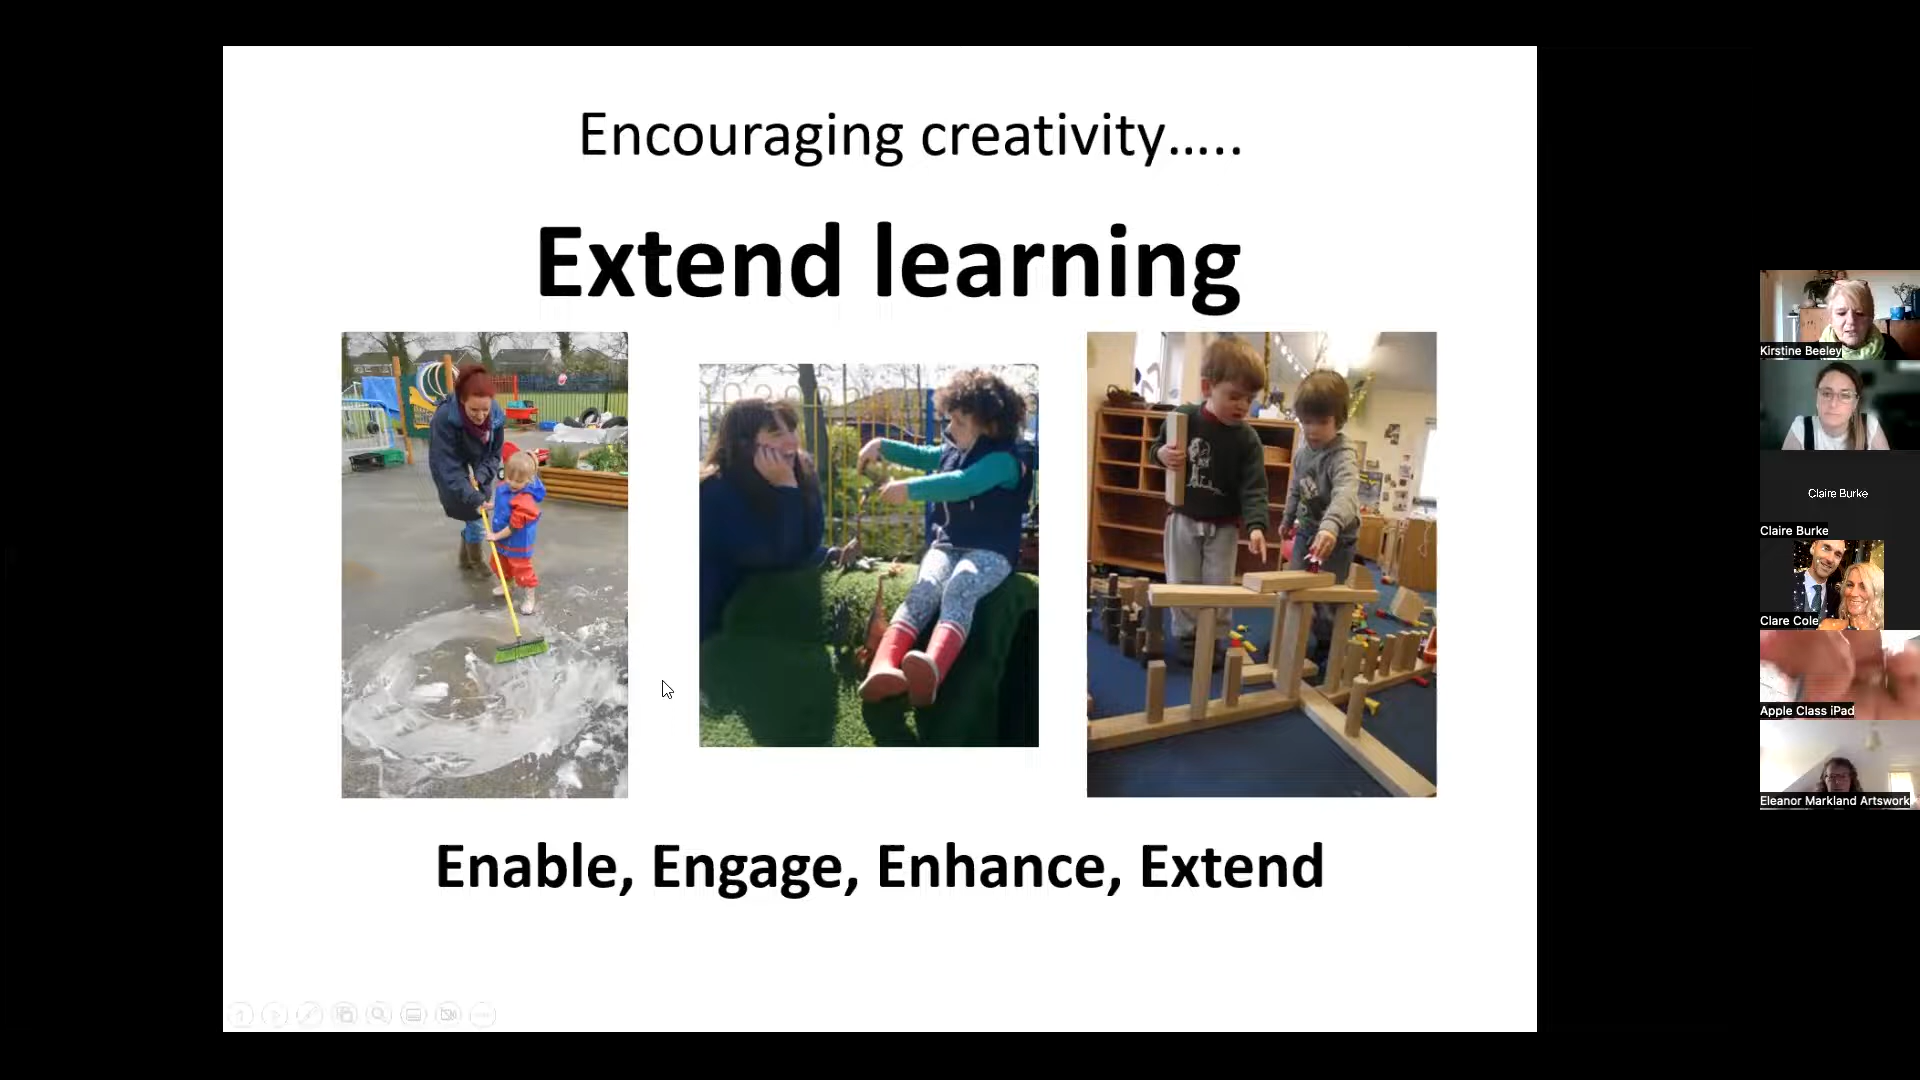 Encouraging creativity.....
Extend learning
Enable, Engage, Enhance, Extend
Kirstine Beeley
Claire Burke
Claire Burke
Clare Cole
Apple Class iPad
Eleanor Markland Artswork